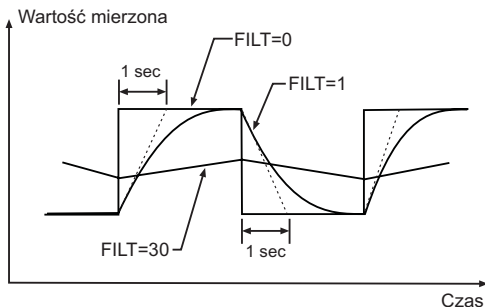 Wartość mierzona
FILT=0
1 sec
FILT=1
FILT=30
1 sec
Czas